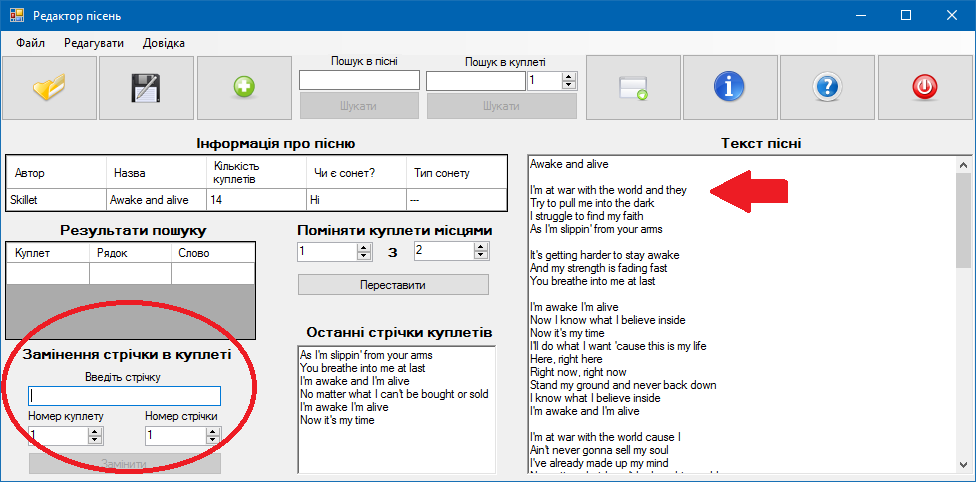 Редактор пісень
Файл Редагувати Довідка
Пошук в пісні
Шукати
Пошук в куплеті
1
Шукати
Інформація про пісню
Автор Назва Кількість куплетів Чи є сонет? Тип сонету
Skillet Awake and alive 14 Ні ---
Результати пошуку
Куплет Рядок Слово
Поміняти куплети місцями
1 З 2
Переставити
Замінення стрічки в куплеті
Введіть стрічку
Номер куплету Номер стрічки
1 1
Замінити
Останні стрічки куплетів
As I'm slippin' from your arms
You breathe into me at last
I'm awake and I'm alive
No matter what I can't be bought or sold
I'm awake I'm alive
Now it's my time
Текст пісні
Awake and alive
I'm at war with the world and they
Try to pull me into the dark
I struggle to find my faith
As I'm slippin' from your arms
It's getting harder to stay awake
And my strength is fading fast
You breathe into me at last
I'm awake I'm alive
Now I know what I believe inside
Now it's my time
I'll do what I want 'cause this is my life
Here, right here
Right now, right now
Stand my ground and never back down
I know what I believe inside
I'm awake and I'm alive
I'm at war with the world cause I
Ain't never gonna sell my soul
I've already made up my mind